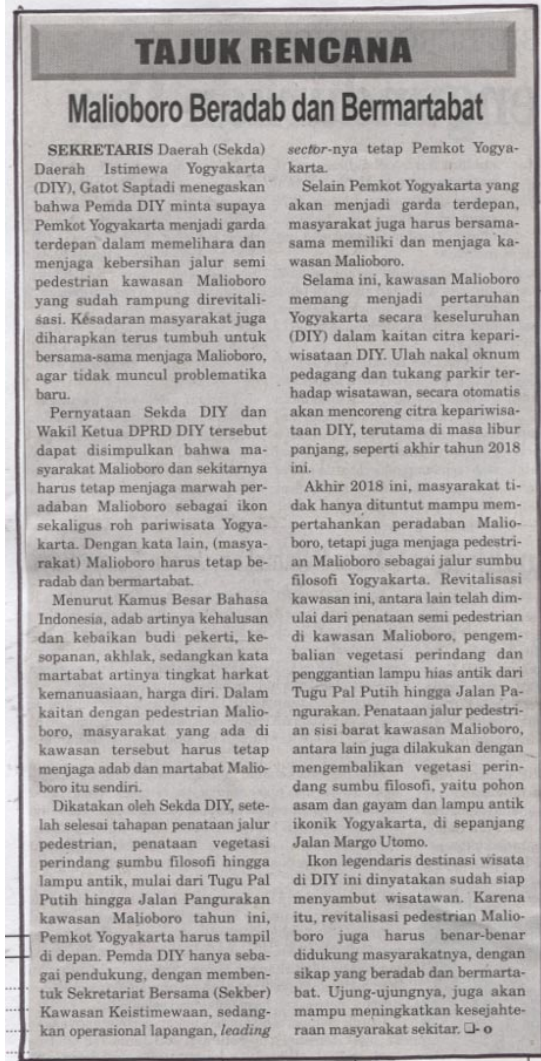 TAJUK RENCANA
Malioboro Beradab dan Bermartabat
SEKRETARIS Daerah (Sekda)
Daerah Istimewa Yogyakarta
(DIY), Gatot Saptadi menegaskan
bahwa Pemda DIY minta supaya
Pemkot Yogyakarta menjadi garda
terdepan dalam memelihara dan
menjaga kebersihan jalur semi
pedestrian kawasan Malioboro
yang sudah rampung direvitali-
sasi. Kesadaran masyarakat juga
diharapkan terus tumbuh untuk
bersama-sama menjaga Malioboro,
agar tidak muncul problematika
baru.
Pernyataan Sekda DIY dan
Wakil Ketua DPRD DIY tersebut
dapat disimpulkan bahwa ma-
syarakat Malioboro dan sekitarnya
harus tetap menjaga marwah per-
adaban Malioboro sebagai ikon
sekaligus roh pariwisata Yogya-
karta. Dengan kata lain, (masya-
rakat) Malioboro harus tetap be-
radab dan bermartabat.
Menurut Kamus Besar Bahasa
Indonesia, adab artinya kehalusan
dan kebaikan budi pekerti, ke-
sopanan, akhlak, sedangkan kata
martabat artinya tingkat harkat
kemanusiaan, harga diri. Dalam
kaitan dengan pedestrian Malio-
boro, masyarakat yang ada di
kawasan tersebut harus tetap
menjaga adab dan martabat Malio-
boro itu sendiri.
Dikatakan oleh Sekda DIY, sete-
lah selesai tahapan penataan jalur
pedestrian, penataan vegetasi
perindang sumbu filosofi hingga
lampu antik, mulai dari Tugu Pal
Putih hingga Jalan Pangurakan
kawasan Malioboro tahun ini,
Pemkot Yogyakarta harus tampil
di depan. Pemda DIY hanya seba-
gai pendukung, dengan memben-
tuk Sekretariat Bersama (Sekber)
Kawasan Keistimewaan, sedang-
kan operasional lapangan, leading
sector-nya tetap Pemkot Yogya-
karta.
Selain Pemkot Yogyakarta yang
akan menjadi garda terdepan,
masyarakat juga harus bersama-
sama memiliki dan menjaga ka-
wasan Malioboro.
Selama ini, kawasan Malioboro
memang menjadi pertaruhan
Yogyakarta secara keseluruhan
(DIY) dalam kaitan citra kepari-
wisataan DIY. Ulah nakal oknum
pedagang dan tukang parkir ter-
hadap wisatawan, secara otomatis
akan mencoreng citra kepariwisa-
taan DIY, terutama di masa libur
panjang, seperti akhir tahun 2018
ini.
Akhir 2018 ini, masyarakat ti-
dak hanya dituntut mampu mem-
pertahankan peradaban Malio-
boro, tetapi juga menjaga pedestri-
an Malioboro sebagai jalur sumbu
filosofi Yogyakarta. Revitalisasi
kawasan ini, antara lain telah dim-
ulai dari penataan semi pedestrian
di kawasan Malioboro, pengem-
balian vegetasi perindang dan
penggantian lampu hias antik dari
Tugu Pal Putih hingga Jalan Pa-
ngurakan. Penataan jalur pedestri-
an sisi barat kawasan Malioboro,
antara lain juga dilakukan dengan
mengembalikan vegetasi perin-
dang sumbu filosofi, yaitu pohon
asam dan gayam dan lampu antik
ikonik Yogyakarta, di sepanjang
Jalan Margo Utomo.
Ikon legendaris destinasi wisata
di DIY ini dinyatakan sudah siap
menyambut wisatawan. Karena
itu, revitalisasi pedestrian Malio-
boro juga harus benar-benar
didukung masyarakatnya, dengan
sikap yang beradab dan bermarta-
bat. Ujung-ujungnya, juga akan
mampu meningkatkan kesejahte-
raan masyarakat sekitar. ❑- o